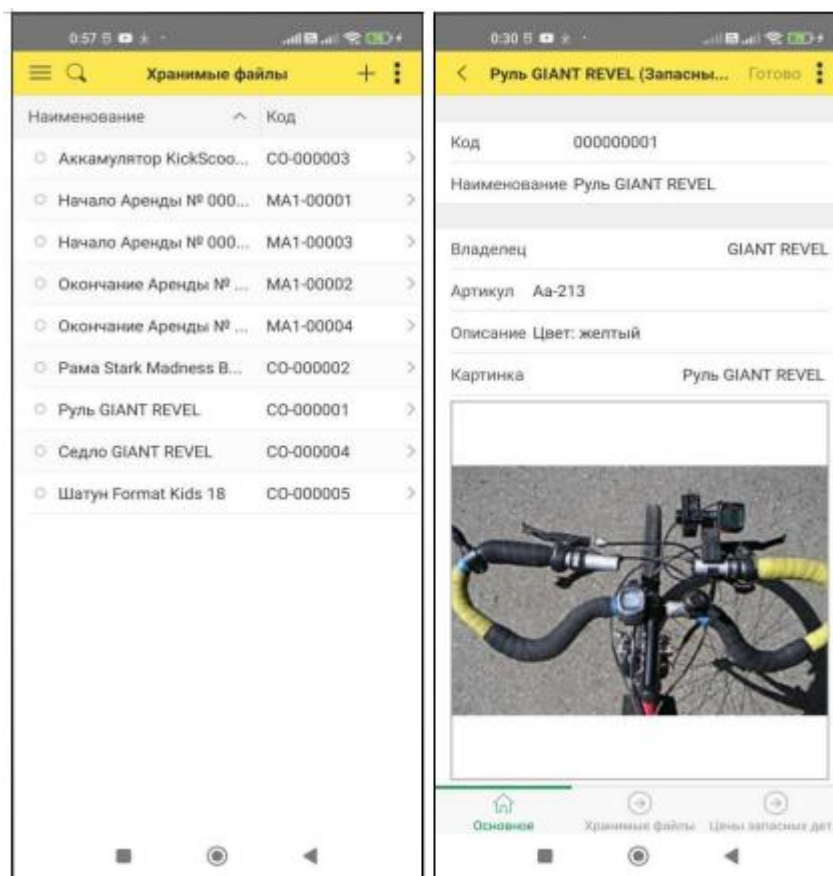 0:57
Хранимые файлы
Наименование Код
Аккамулятор KickScoo... СО-000003
Начало Аренды № 000... МА1-00001
Начало Аренды № 000... МА1-00003
Окончание Аренды № ... МА1-00002
Окончание Аренды № ... МА1-00004
Рама Stark Madness B... СО-000002
Руль GIANT REVEL СО-000001
Седло GIANT REVEL СО-000004
Шатун Format Kids 18 СО-000005
0:30
Руль GIANT REVEL (Запасны... Готово
Код 000000001
Наименование Руль GIANT REVEL
Владелец GIANT REVEL
Артикул Аа-213
Описание Цвет: желтый
Картинка Руль GIANT REVEL
Основное Хранимые файлы Цены запасных дет